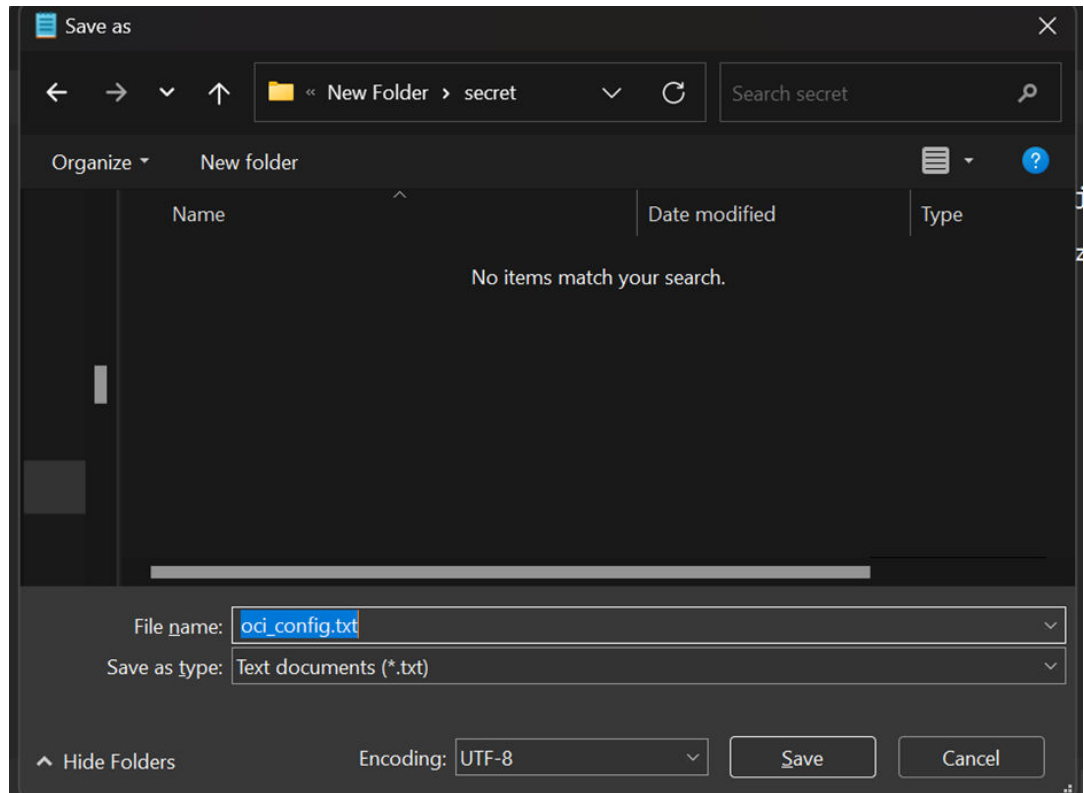 Save as
« New Folder › secret
Search secret
Organize
New folder
?
Name
Date modified
Type
j
z
No items match your search.
File name: oci_config.txt
Save as type: Text documents (*.txt)
Hide Folders
Encoding: UTF-8
Save
Cancel